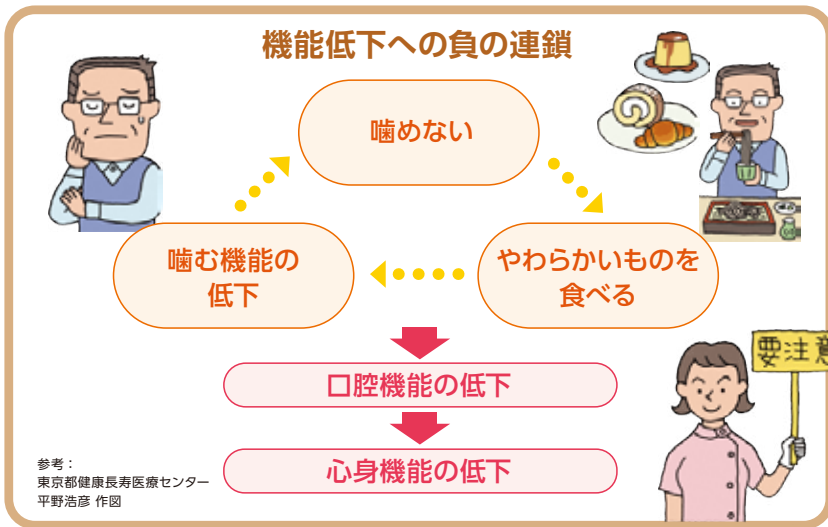 機能低下への負の連鎖
噛めない
やわらかいものを
食べる
噛む機能の
低下
口腔機能の低下
心身機能の低下
要注意
参考：
東京都健康長寿医療センター
平野浩彦 作図